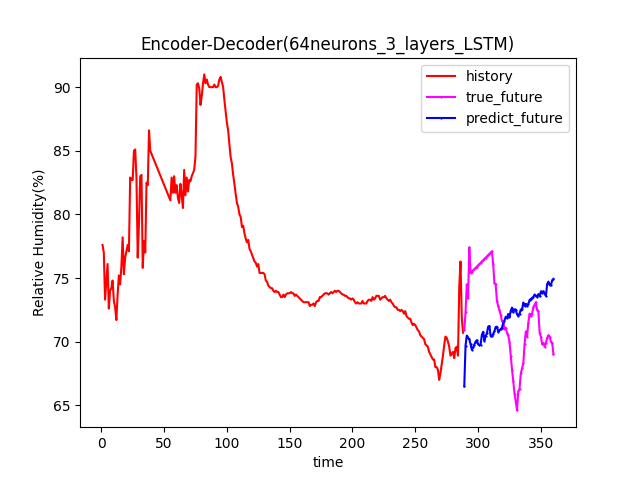 Encoder-Decoder(64neurons_3_layers_LSTM)
history
true_future
predict_future
Relative Humidity(%)
90
85
80
75
70
65
0
50
100
150
200
250
300
350
time